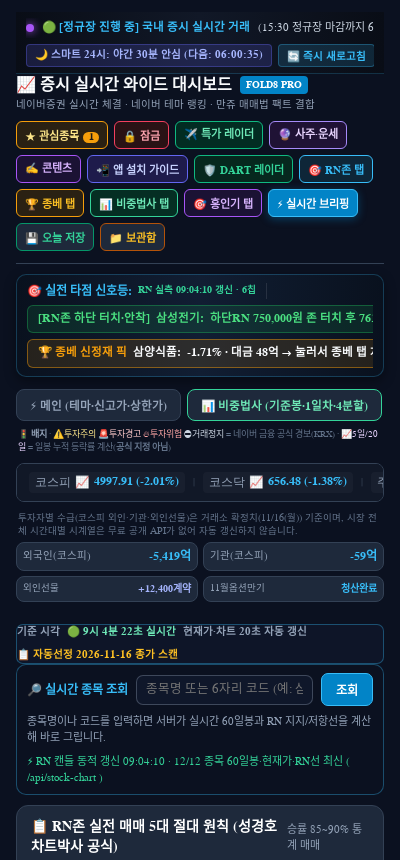 [정규장 진행 중] 국내 증시 실시간 거래 (15:30 정규장 마감까지 6
🌙 스마트 24시: 야간 30분 안심 (다음: 06:00:35)
🔄 즉시 새로고침
📈 증시 실시간 와이드 대시보드 FOLD8 PRO
네이버증권 실시간 체결 · 네이버 테마 랭킹 · 만쥬 매매법 팩트 결합
★ 관심종목 1
🔒 잠금
✈️ 특가 레이더
🔮 사주·운세
✍️ 콘텐츠
📲 앱 설치 가이드
🛡️ DART 레이더
🎯 RN존 탭
🏆 종베 탭
📊 비중법사 탭
🎯 홍인기 탭
⚡ 실시간 브리핑
💾 오늘 저장
📁 보관함
🎯 실전 타점 신호등: RN 실측 09:04:10 갱신 · 6칩
[RN존 하단 터치·안착] 삼성전기: 하단RN 750,000원 존 터치 후 76.
🏆 종베 신정재 픽 삼양식품: -1.71% · 대금 48억 → 눌러서 종베 탭
⚡ 메인 (테마·신고가·상한가)
📊 비중법사 (기준봉·1일차·4분할)
🚦 배지 · ⚠️투자주의 🚨투자경고 ⛔투자위험 ⛔거래정지 = 네이버 금융 공식 경보(KRX) · 📈5일/20
일 = 일봉 누적 등락률 계산(공식 지정 아님)
코스피 📈 4997.91 (-2.01%)
코스닥 📈 656.48 (-1.38%)
투자자별 수급(코스피 외인·기관·외인선물)은 거래소 확정치(11/16(월)) 기준이며, 시장 전
체 시간대별 시계열은 무료 공개 API가 없어 자동 갱신하지 않습니다.
외국인(코스피) -5,419억
기관(코스피) -59억
외인선물 +12,400계약
11월옵션만기 청산완료
기준 시각 🟢 9시 4분 22초 실시간 현재가·차트 20초 자동 갱신
📋 자동선정 2026-11-16 종가 스캔
🔎 실시간 종목 조회
종목명 또는 6자리 코드 (예: 삼
조회
종목명이나 코드를 입력하면 서버가 실시간 60일봉과 RN 지지/저항선을 계산
해 바로 그립니다.
⚡ RN 캔들 동적 갱신 09:04:10 · 12/12 종목 60일봉·현재가·RN선 최신 (
/api/stock-chart )
📋 RN존 실전 매매 5대 절대 원칙 (성경호
차트박사 공식)
승률 85~90% 통
계 매매